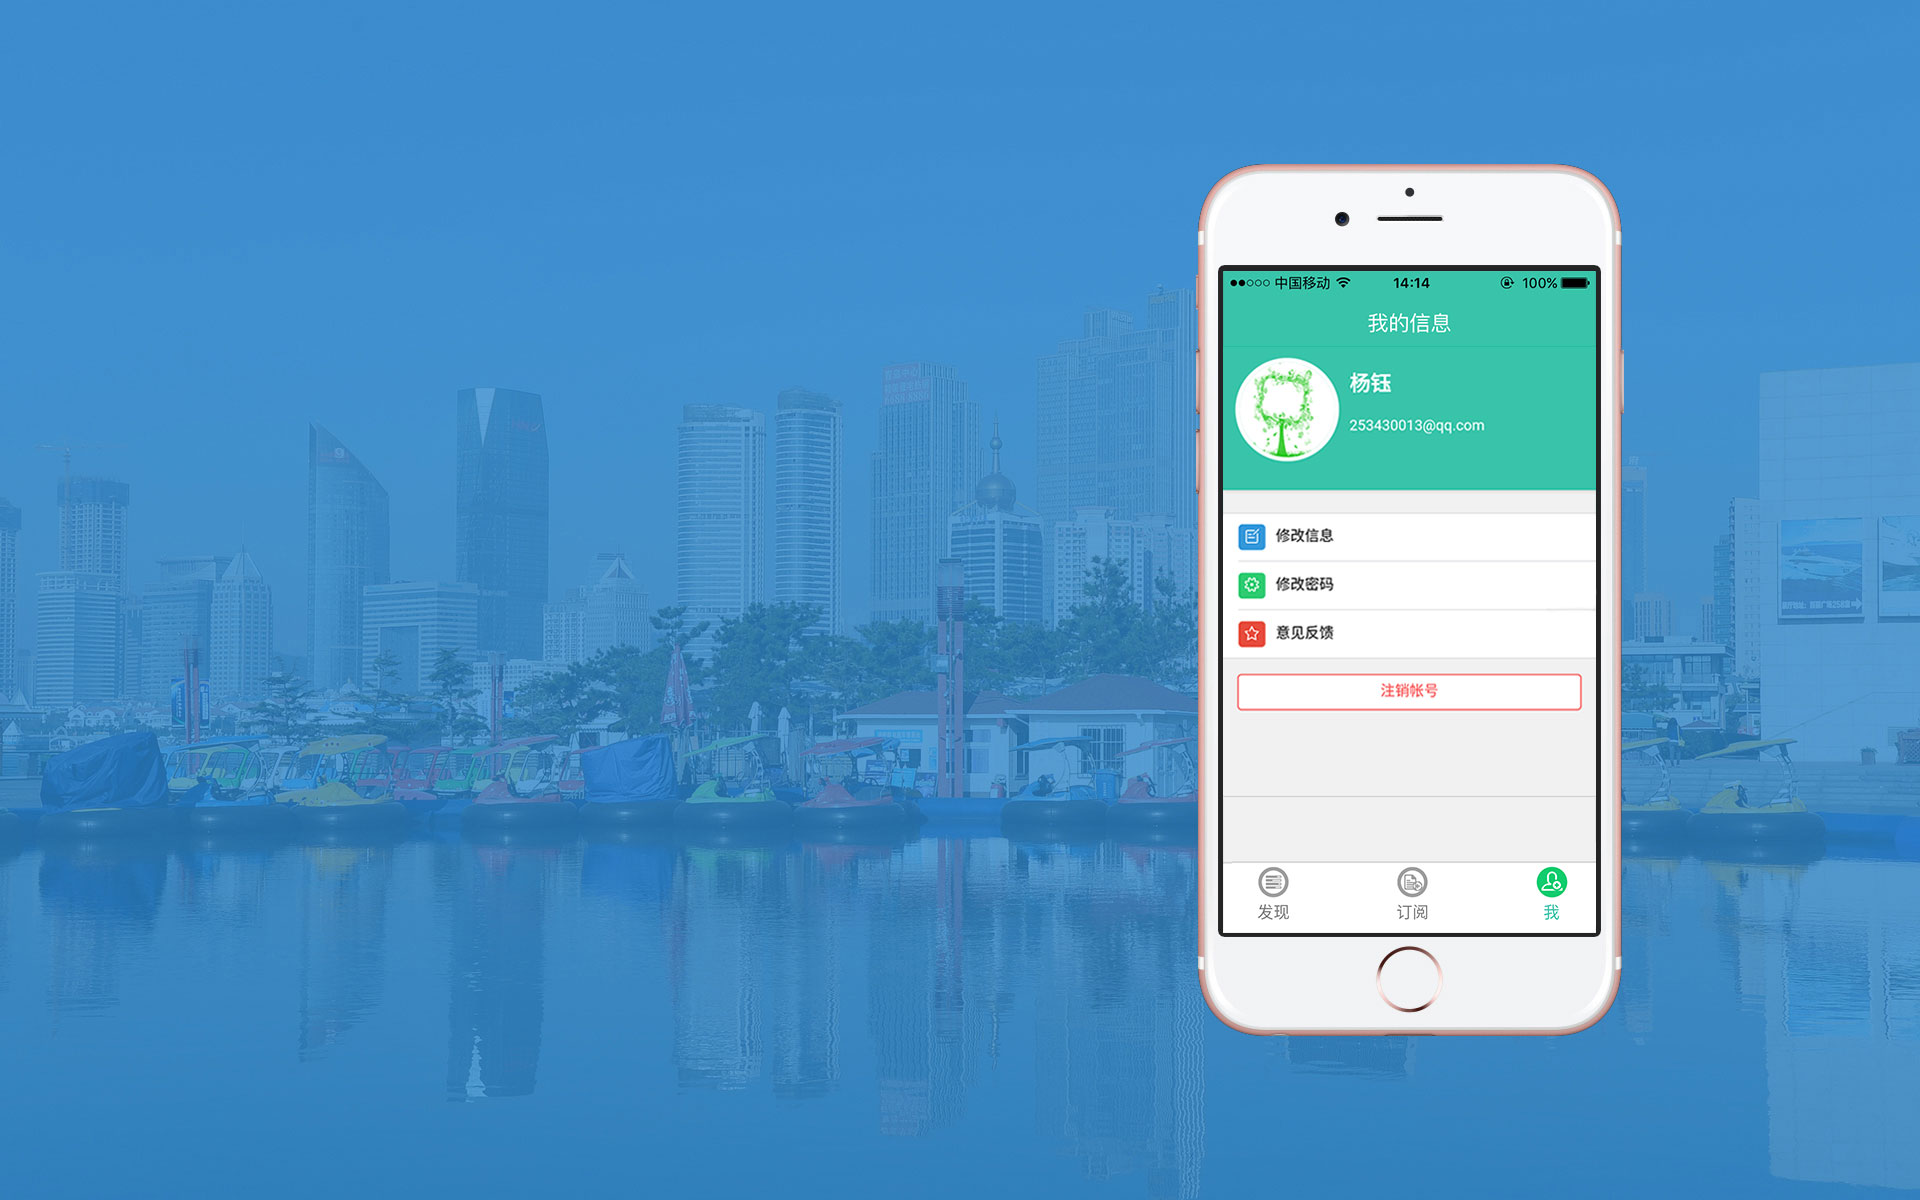 中国移动
14:14
100%
我的信息
杨钰
253430013@qq.com
修改信息
修改密码
意见反馈
注销帐号
发现
订阅
我